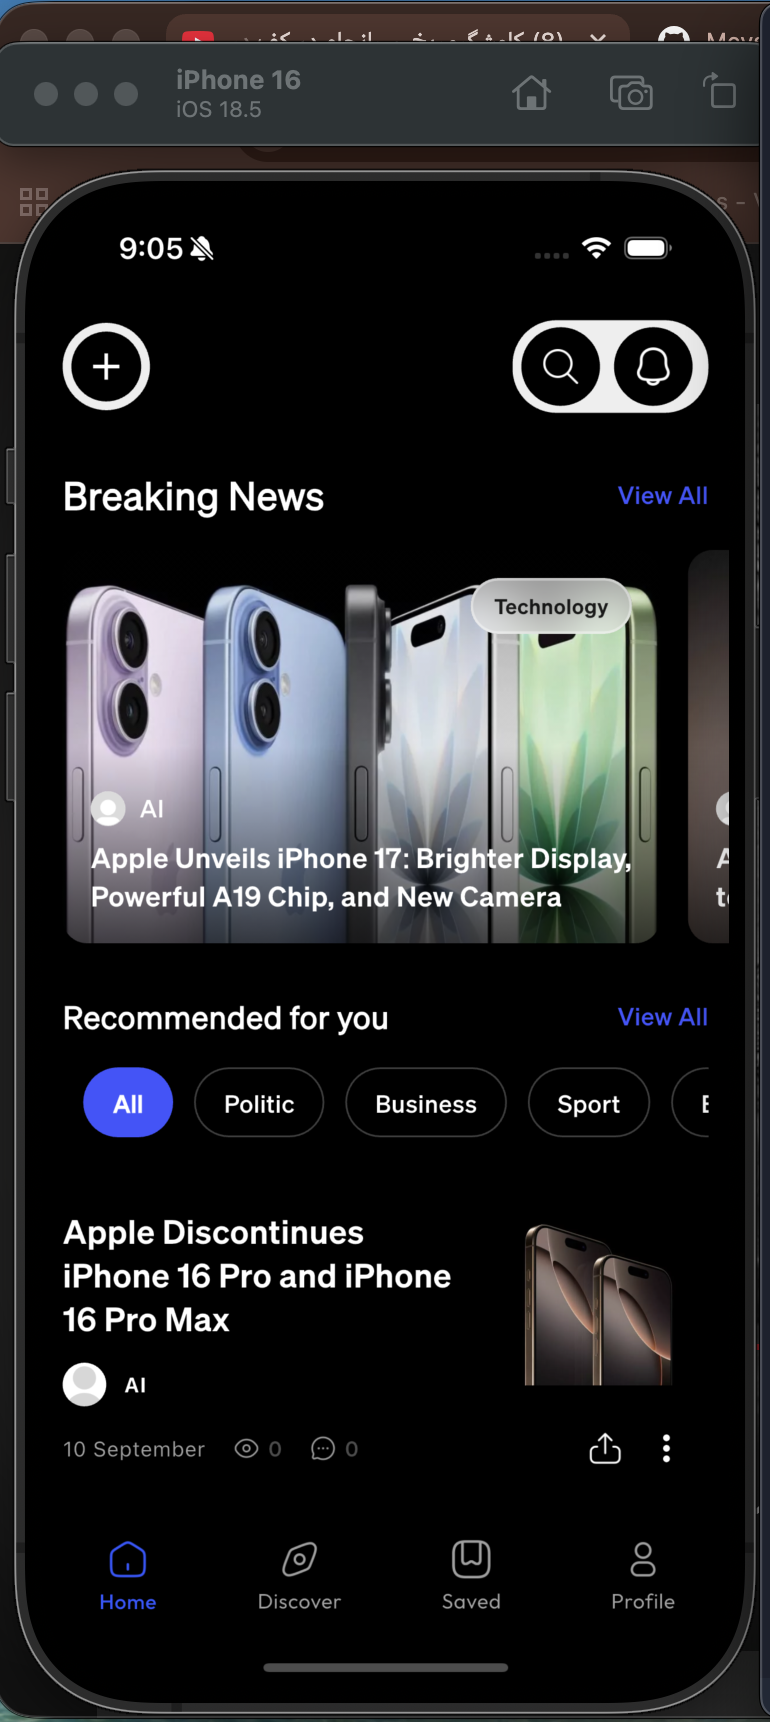 iPhone 16
iOS 18.5
9:05
Breaking News
View All
Technology
AI
Apple Unveils iPhone 17: Brighter Display,
Powerful A19 Chip, and New Camera
Recommended for you
View All
All
Politic
Business
Sport
Apple Discontinues
iPhone 16 Pro and iPhone
16 Pro Max
AI
10 September
0
0
Home
Discover
Saved
Profile